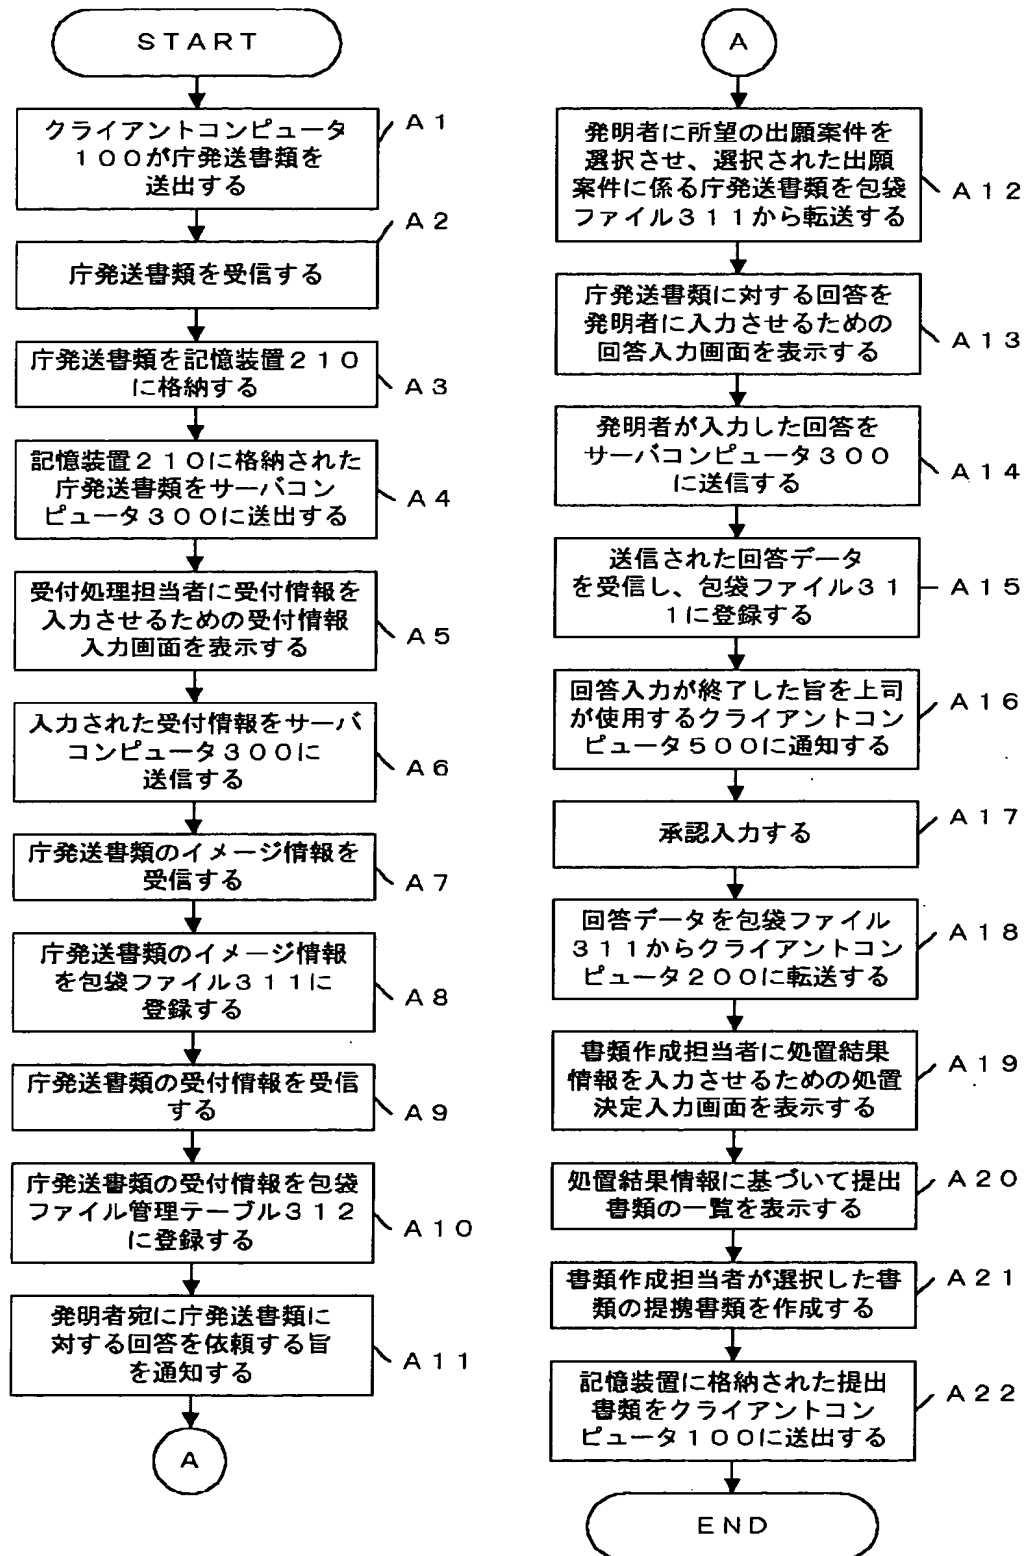 START
クライアントコンピュータ
100が庁発送書類を
送出する
A1
庁発送書類を受信する
A2
庁発送書類を記憶装置210
に格納する
A3
記憶装置210に格納された
庁発送書類をサーバコン
ピュータ300に送出する
A4
受付処理担当者に受付情報を
入力させるための受付情報
入力画面を表示する
A5
入力された受付情報をサーバ
コンピュータ300に
送信する
A6
庁発送書類のイメージ情報を
受信する
A7
庁発送書類のイメージ情報
を包袋ファイル311に
登録する
A8
庁発送書類の受付情報を受信
する
A9
庁発送書類の受付情報を包袋
ファイル管理テーブル312
に登録する
A10
発明者宛に庁発送書類に
対する回答を依頼する旨
を通知する
A11
A
A
発明者に所望の出願案件を
選択させ、選択された出願
案件に係る庁発送書類を包袋
ファイル311から転送する
A12
庁発送書類に対する回答を
発明者に入力させるための
回答入力画面を表示する
A13
発明者が入力した回答を
サーバコンピュータ300
に送信する
A14
送信された回答データ
を受信し、包袋ファイル31
1に登録する
A15
回答入力が終了した旨を上司
が使用するクライアントコン
ピュータ500に通知する
A16
承認入力する
A17
回答データを包袋ファイル
311からクライアントコン
ピュータ200に転送する
A18
書類作成担当者に処置結果
情報を入力させるための処置
決定入力画面を表示する
A19
処置結果情報に基づいて提出
書類の一覧を表示する
A20
書類作成担当者が選択した書
類の提携書類を作成する
A21
記憶装置に格納された提出
書類をクライアントコン
ピュータ100に送出する
A22
END